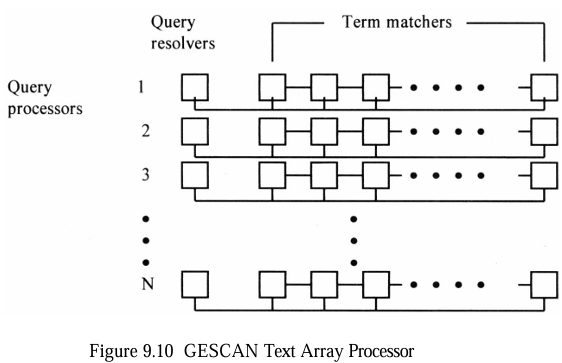 Query resolvers
Term matchers
Query processors
1
2
3
N
Figure 9.10 GESCAN Text Array Processor